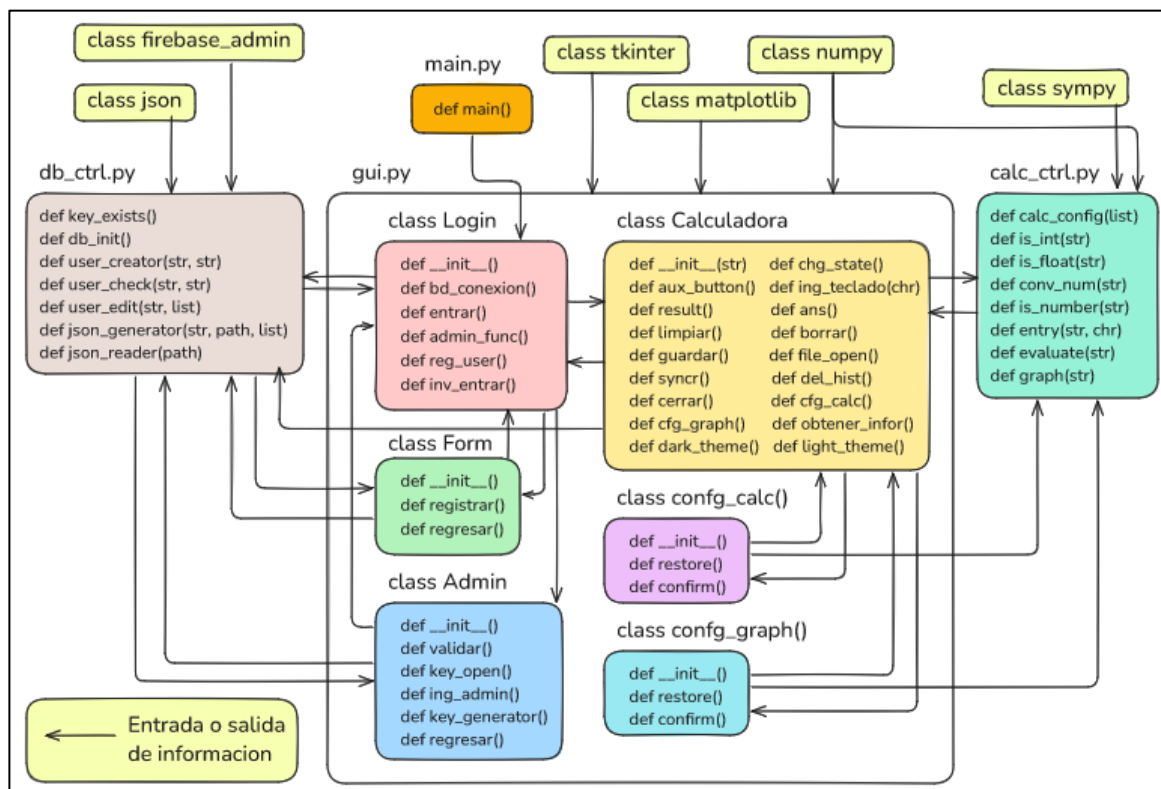 class firebase_admin
class json
main.py
def main()
class tkinter
class matplotlib
class numpy
class sympy
db_ctrl.py
def key_exists()
def db_init()
def user_creator(str, str)
def user_check(str, str)
def user_edit(str, list)
def json_generator(str, path, list)
def json_reader(path)
gui.py
class Login
def __init__()
def bd_conexion()
def entrar()
def admin_func()
def reg_user()
def inv_entrar()
class Form
def __init__()
def registrar()
def regresar()
class Admin
def __init__()
def validar()
def key_open()
def ing_admin()
def key_generator()
def regresar()
class Calculadora
def __init__(str)
def aux_button()
def result()
def limpiar()
def guardar()
def syncr()
def cerrar()
def cfg_graph()
def dark_theme()
def chg_state()
def ing_teclado(chr)
def ans()
def borrar()
def file_open()
def del_hist()
def cfg_calc()
def obtener_infor()
def light_theme()
class confg_calc()
def __init__()
def restore()
def confirm()
class confg_graph()
def __init__()
def restore()
def confirm()
calc_ctrl.py
def calc_config(list)
def is_int(str)
def is_float(str)
def conv_num(str)
def is_number(str)
def entry(str, chr)
def evaluate(str)
def graph(str)
Entrada o salida
de informacion